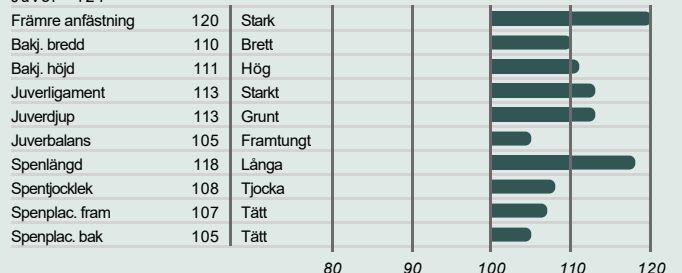 Främre anfästning 120 Stark
Bakj. bredd 110 Brett
Bakj. höjd 111 Hög
Juverligament 113 Starkt
Juverdjup 113 Grunt
Juverbalans 105 Framtungt
Spenlängd 118 Långa
Spentjocklek 108 Tjocka
Spenplac. fram 107 Tätt
Spenplac. bak 105 Tätt
80 90 100 110 120